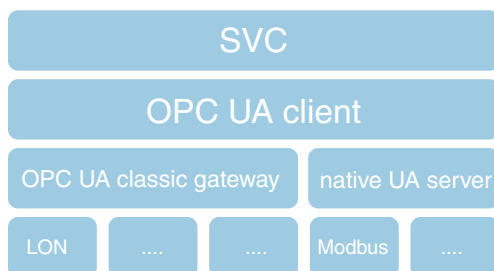 SVC
OPC UA client
OPC UA classic gateway native UA server
LON .... .... Modbus ....